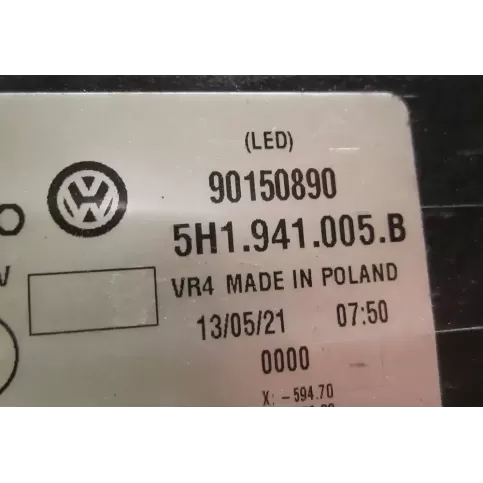 (LED)
90150890
5H1.941.005.B
VR4 MADE IN POLAND
13/05/21 07:50
0000
X: -594.70